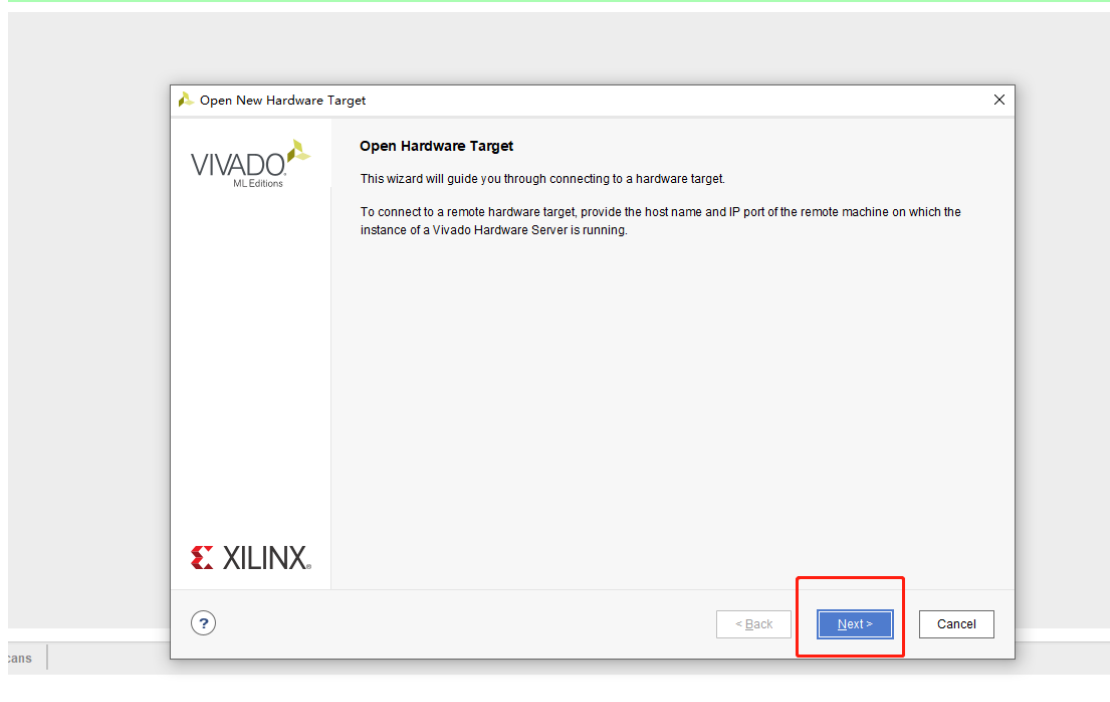 Open New Hardware Target
VIVADO.
ML Editions
Open Hardware Target
This wizard will guide you through connecting to a hardware target.
To connect to a remote hardware target, provide the host name and IP port of the remote machine on which the
instance of a Vivado Hardware Server is running.
XILINX.
?
< Back
Next >
Cancel
cans